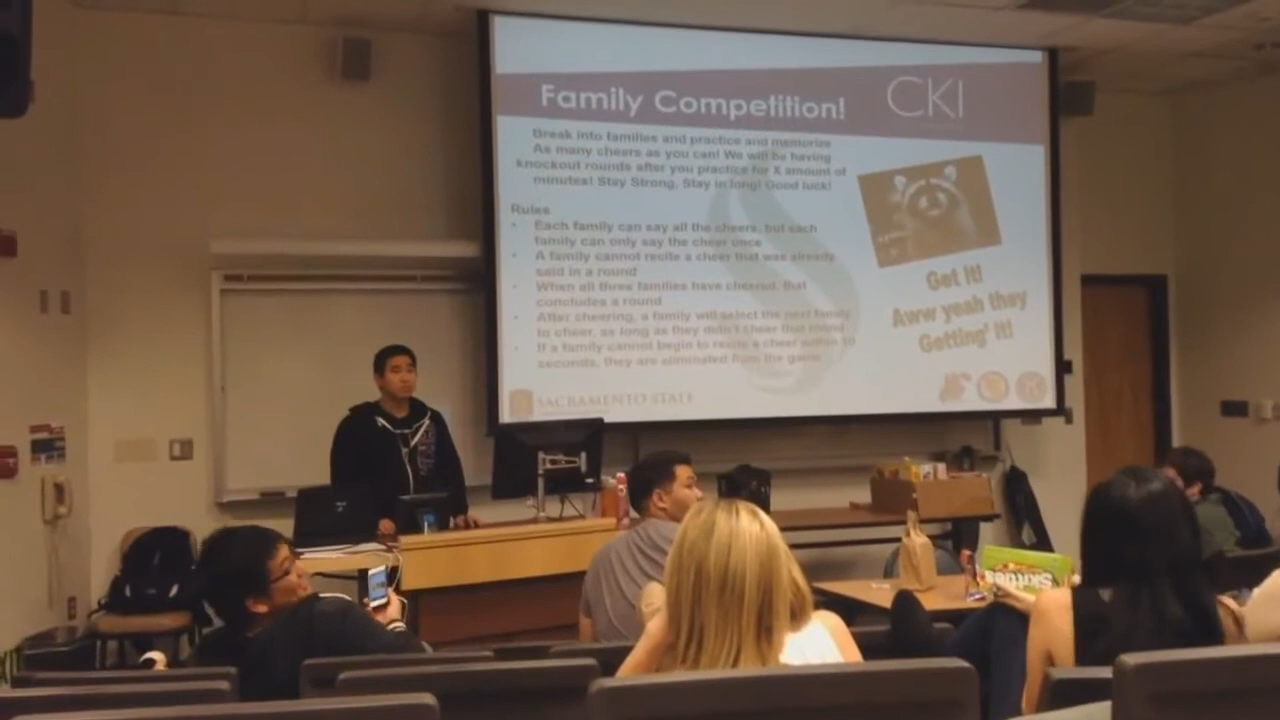 Family Competition!
CKI
Break into families and practice and memorize
As many cheers as you can! We will be having
knockout rounds after you practice for X amount of
minutes! Stay Strong, Stay in long! Good luck!
Rules
• Each family can say all the cheers, but each
family can only say the cheer once
• A family cannot recite a cheer that was already
said in a round
• When all three families have cheered, that
concludes a round
• After cheering, a family will select the next family
to cheer, as long as they didn't cheer that round
• If a family cannot begin to recite a cheer within 10
seconds, they are eliminated from the game
Get It!
Aww yeah they
Getting' It!
SACRAMENTO STATE
Skittles